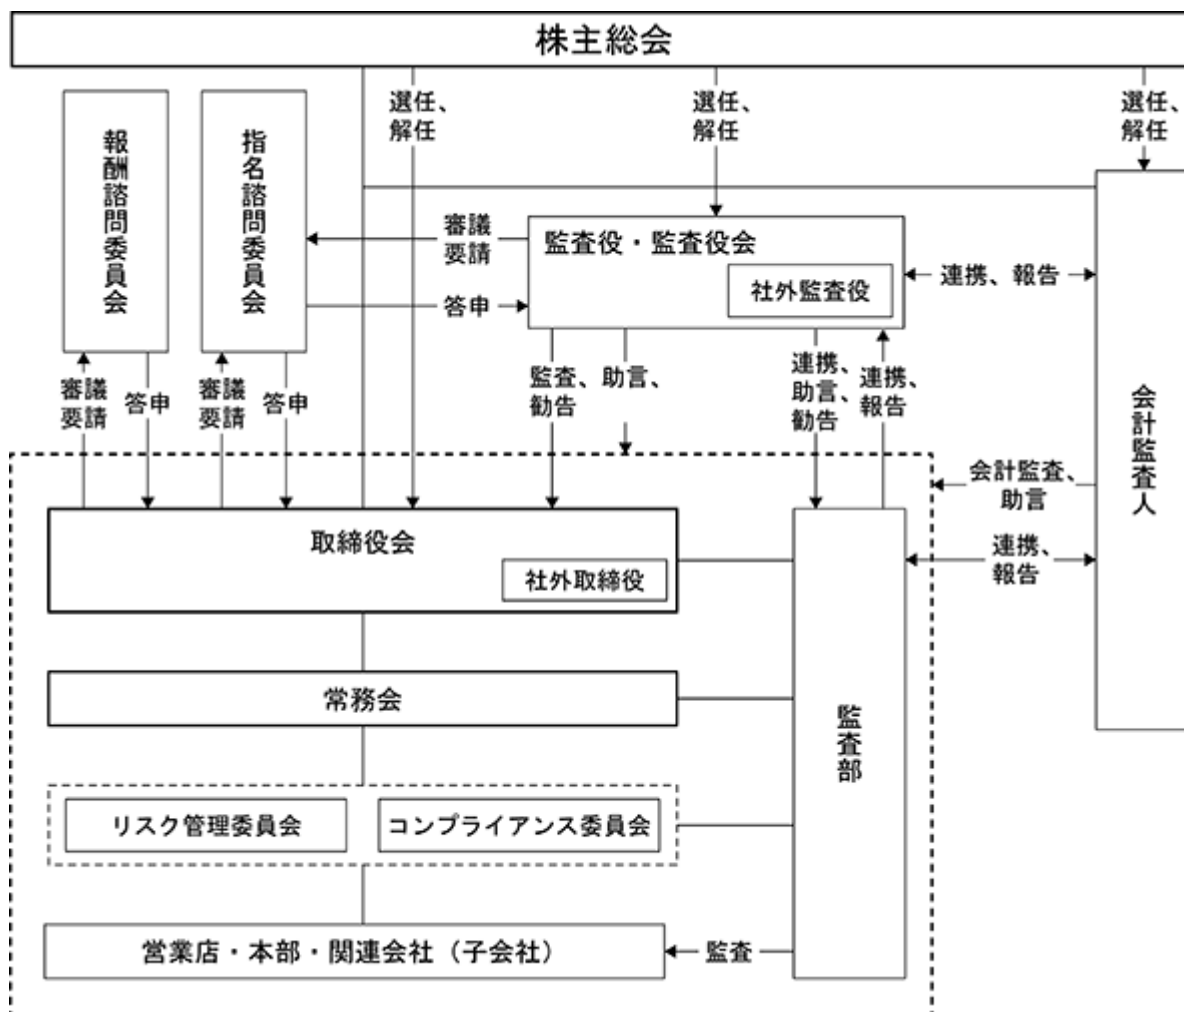 株主総会
選任、
解任
選任、
解任
選任、
解任
報酬諮問委員会
指名諮問委員会
審議
要請
答申
監査役・監査役会
社外監査役
連携、報告
会計監査人
審議
要請
答申
審議
要請
答申
監査、助言、
勧告
連携、
助言、
勧告
連携、
報告
会計監査、
助言
連携、
報告
取締役会
社外取締役
常務会
監査部
リスク管理委員会
コンプライアンス委員会
営業店・本部・関連会社（子会社）
監査